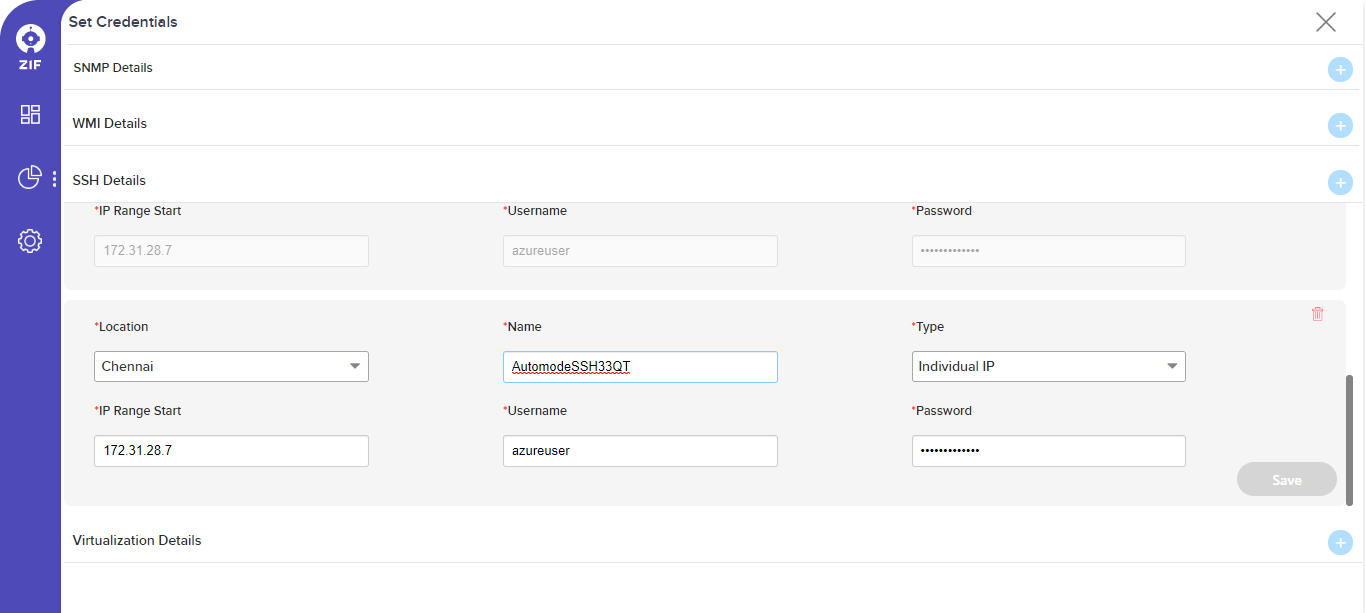 Set Credentials
ZIF
SNMP Details
WMI Details
SSH Details
*IP Range Start *Username *Password
172.31.28.7 azureuser •••••••••••••
*Location *Name *Type
Chennai AutomodeSSH33QT Individual IP
*IP Range Start *Username *Password
172.31.28.7 azureuser •••••••••••••
Save
Virtualization Details